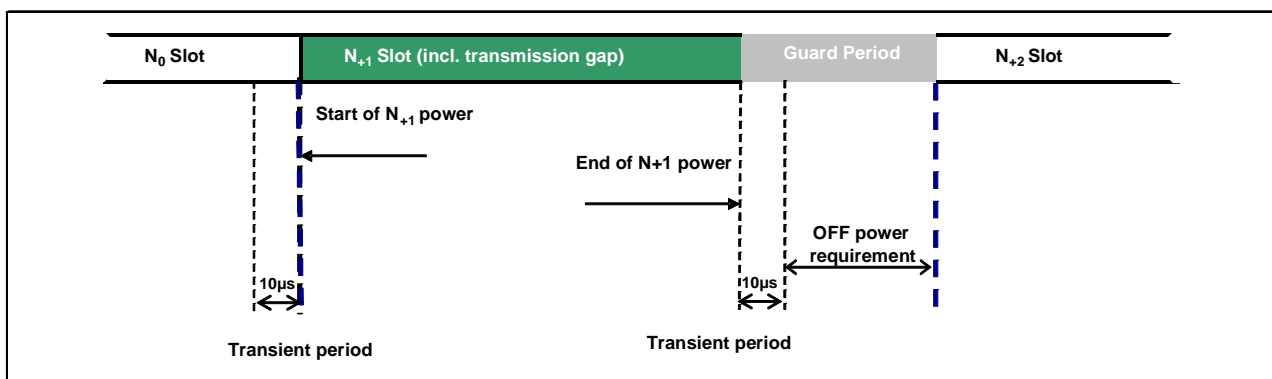 N0 Slot
N+1 Slot (incl. transmission gap)
Guard Period
N+2 Slot
Start of N+1 power
End of N+1 power
OFF power
requirement
10µs
10µs
Transient period
Transient period